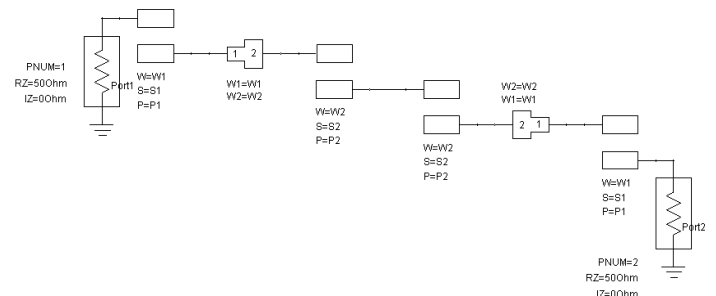 PNUM=1
RZ=50Ohm
IZ=0Ohm
Port1
W=W1
S=S1
P=P1
1 2
W1=W1
W2=W2
W=W2
S=S2
P=P2
W=W2
S=S2
P=P2
W2=W2
W1=W1
2 1
W=W1
S=S1
P=P1
Port2
PNUM=2
RZ=50Ohm
IZ=0Ohm